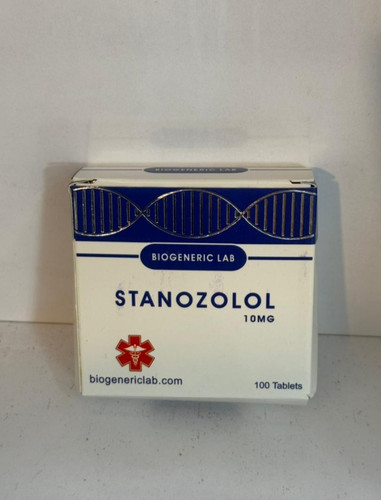 BIOGENERIC LAB
BIOGENERIC LAB
STANOZOLOL
10MG
biogenericlab.com
100 Tablets